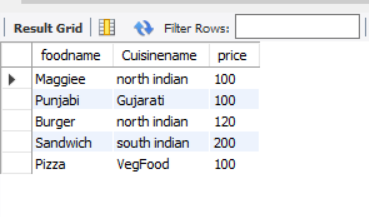 Result Grid Filter Rows:
foodname Cuisinename price
Maggiee north indian 100
Punjabi Gujarati 100
Burger north indian 120
Sandwich south indian 200
Pizza VegFood 100